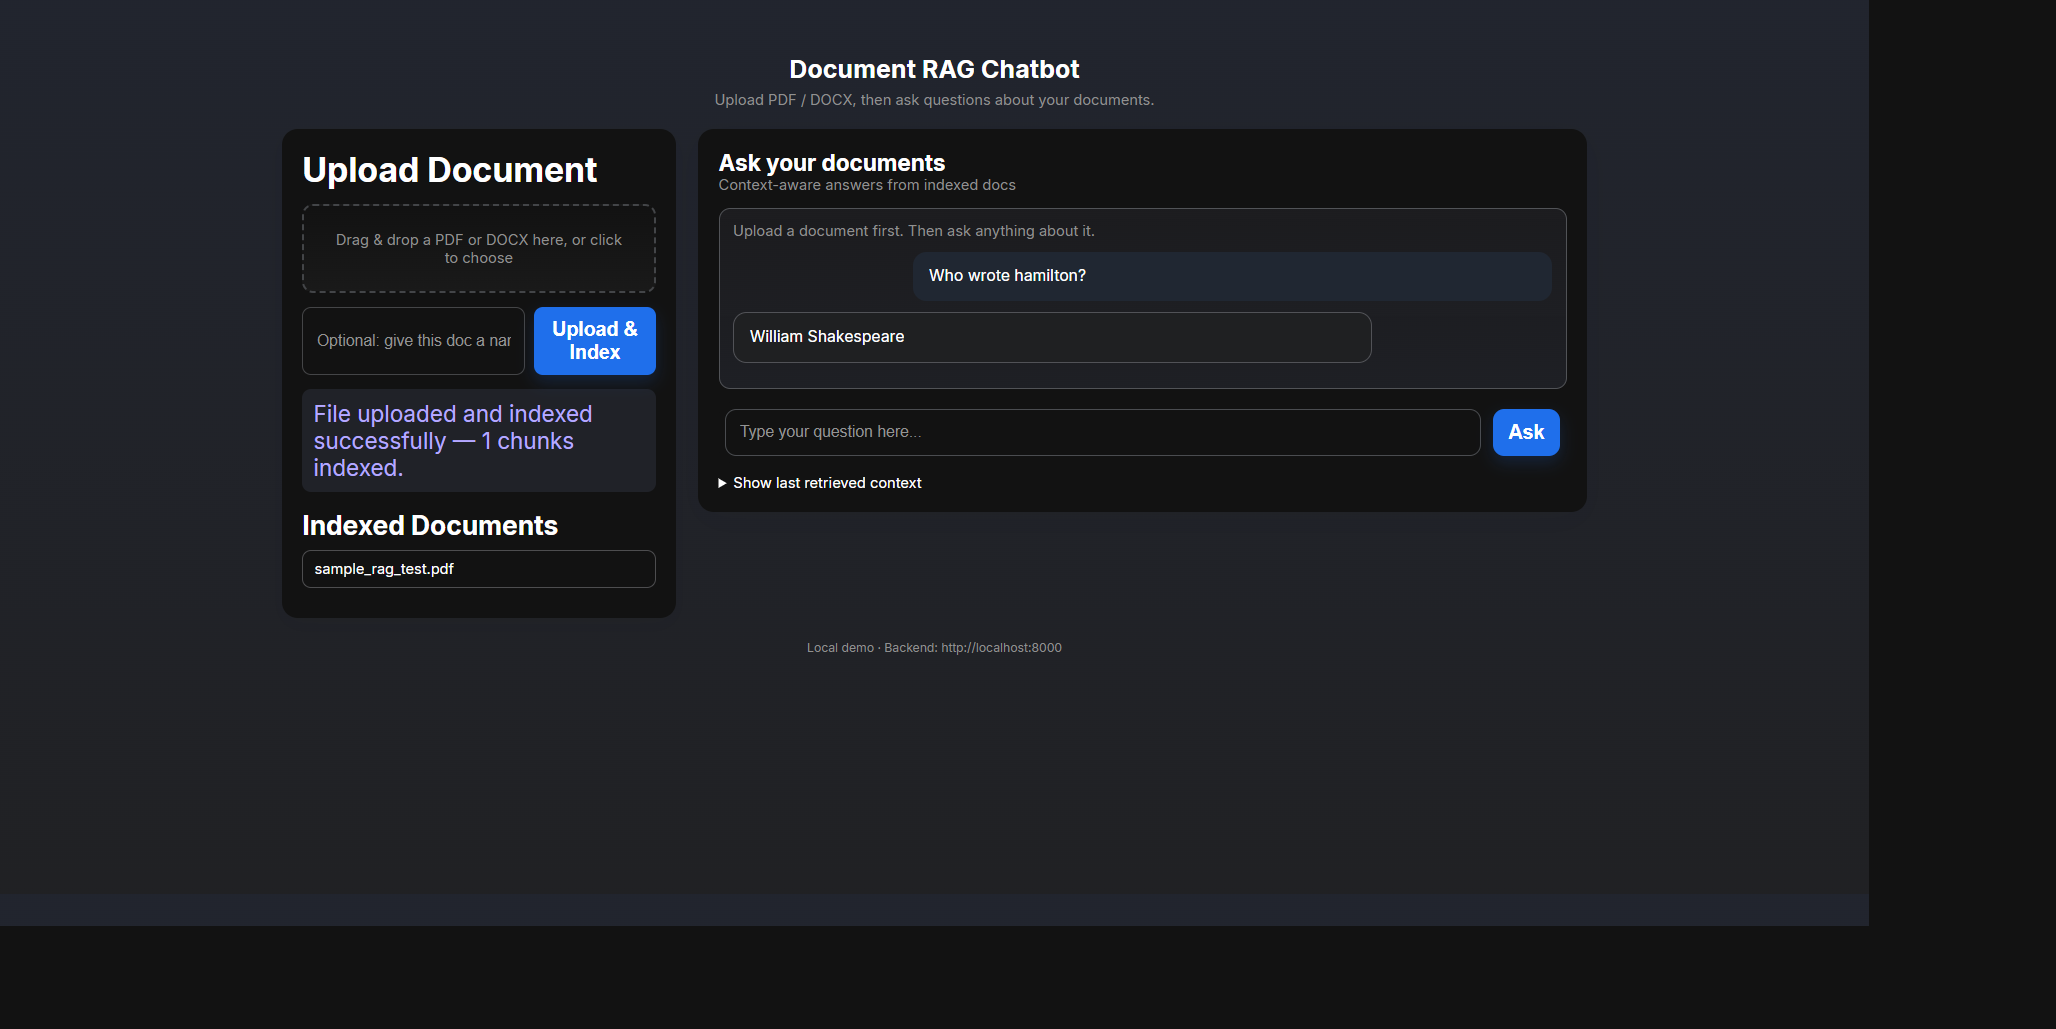 Document RAG Chatbot
Upload PDF / DOCX, then ask questions about your documents.
Upload Document
Drag & drop a PDF or DOCX here, or click
to choose
Optional: give this doc a nar
Upload &
Index
File uploaded and indexed
successfully — 1 chunks
indexed.
Indexed Documents
sample_rag_test.pdf
Ask your documents
Context-aware answers from indexed docs
Upload a document first. Then ask anything about it.
Who wrote hamilton?
William Shakespeare
Type your question here...
Ask
Show last retrieved context
Local demo · Backend: http://localhost:8000